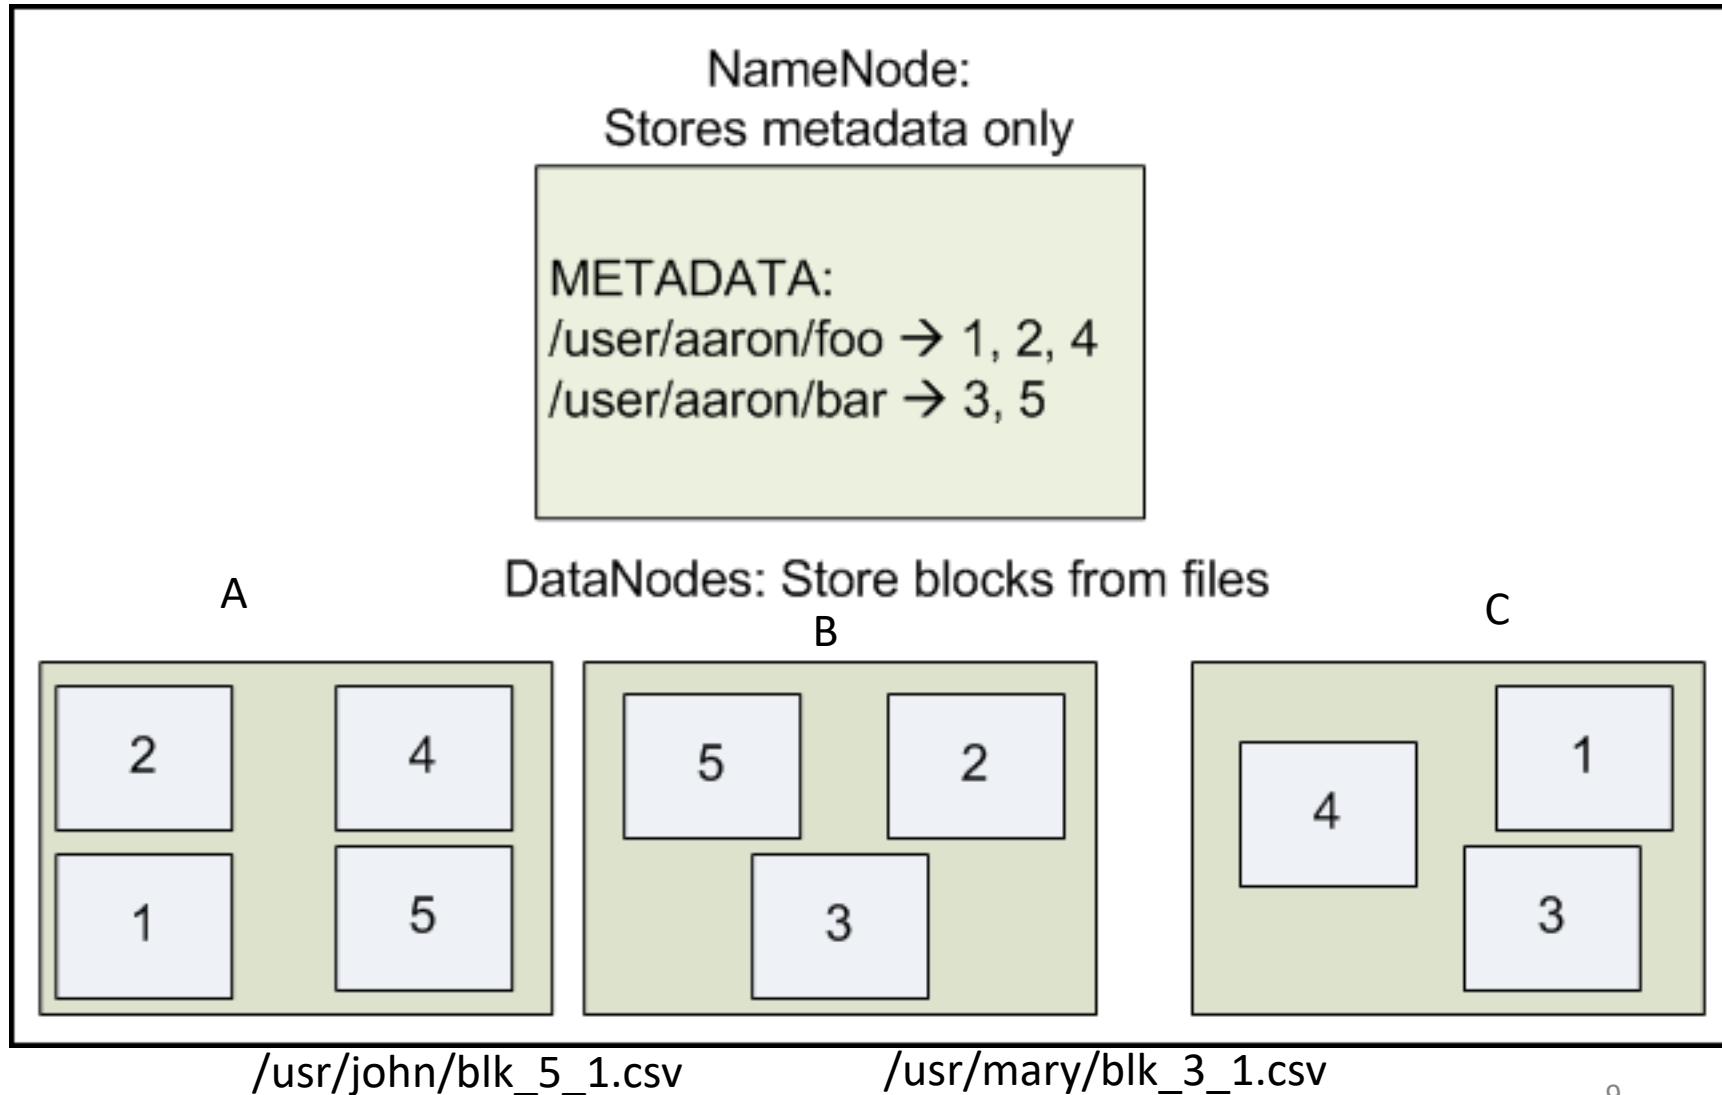 NameNode:
Stores metadata only
METADATA:
/user/aaron/foo → 1, 2, 4
/user/aaron/bar → 3, 5
DataNodes: Store blocks from files
A
B
C
2
4
1
5
5
2
3
4
1
3
/usr/john/blk_5_1.csv
/usr/mary/blk_3_1.csv